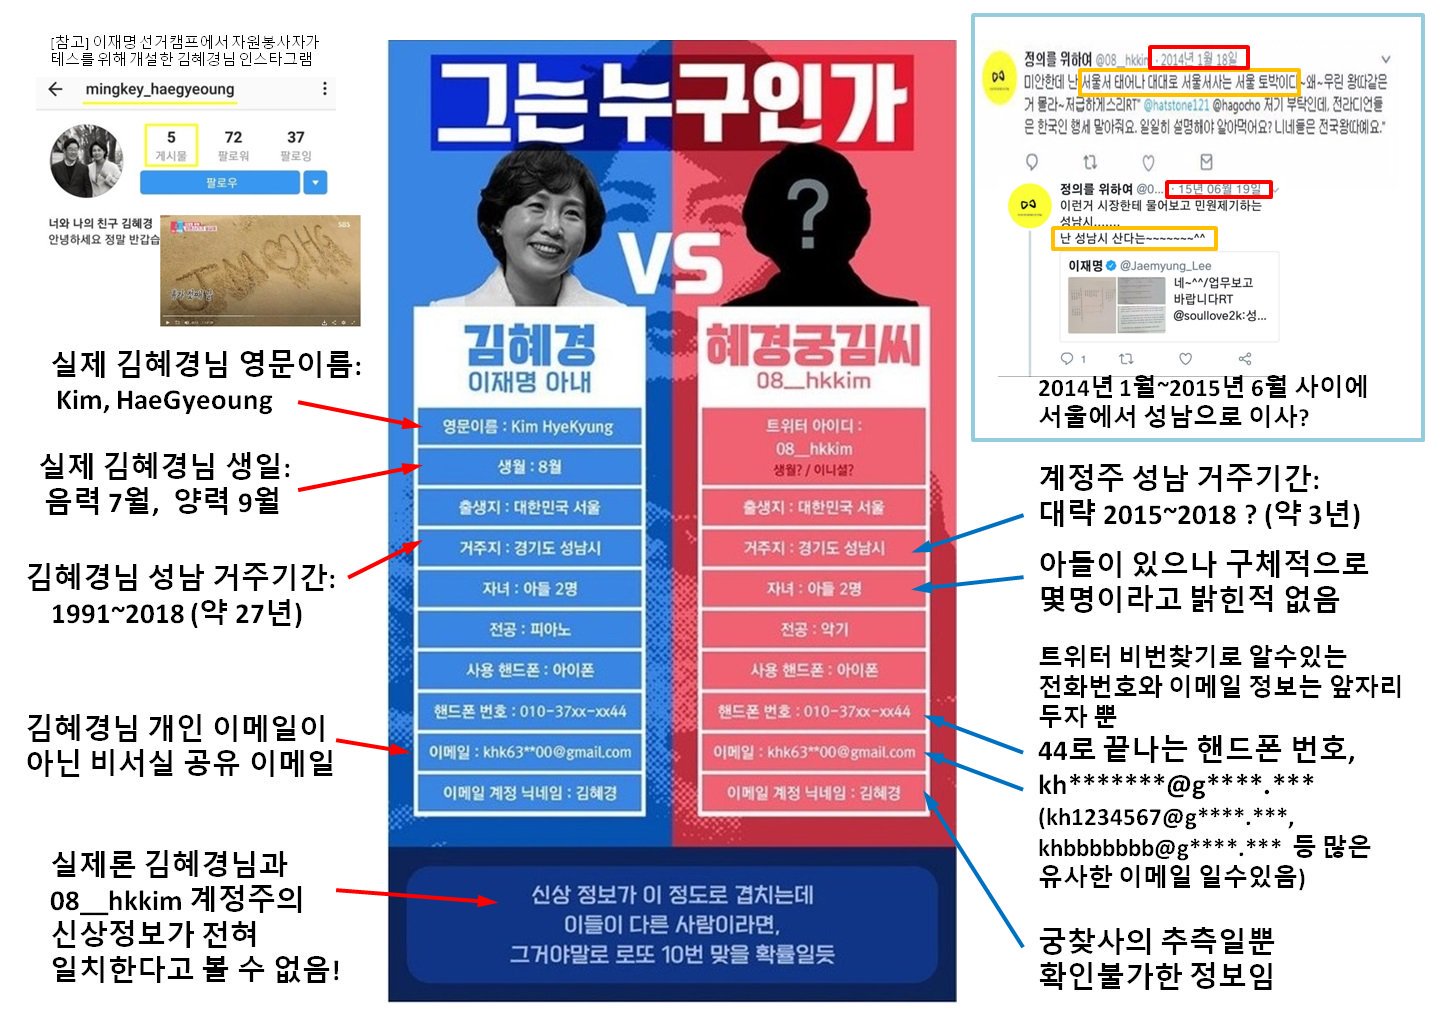 [참고] 이재명 선거캠프에서 자원봉사자가
테스를 위해 개설한 김혜경님 인스타그램
mingkey_haegyeoung
5
72
37
게시물
팔로워
팔로잉
팔로우
너와 나의 친구 김혜경
안녕하세요 정말 반갑습
SBS
JM♡HG
실제 김혜경님 영문이름:
Kim, HaeGyeoung
실제 김혜경님 생일:
음력 7월, 양력 9월
김혜경님 성남 거주기간:
1991~2018 (약 27년)
김혜경님 개인 이메일이
아닌 비서실 공유 이메일
실제론 김혜경님과
08__hkkim 계정주의
신상정보가 전혀
일치한다고 볼 수 없음!
그는 누구인가
?
VS
김혜경
이재명 아내
영문이름 : Kim HyeKyung
생월 : 8월
출생지 : 대한민국 서울
거주지 : 경기도 성남시
자녀 : 아들 2명
전공 : 피아노
사용 핸드폰 : 아이폰
핸드폰 번호 : 010-37xx-xx44
이메일 : khk63**00@gmail.com
이메일 계정 닉네임 : 김혜경
혜경궁김씨
08__hkkim
트위터 아이디 :
08__hkkim
생월? / 이니셜?
출생지 : 대한민국 서울
거주지 : 경기도 성남시
자녀 : 아들 2명
전공 : 악기
사용 핸드폰 : 아이폰
핸드폰 번호 : 010-37xx-xx44
이메일 : khk63**00@gmail.com
이메일 계정 닉네임 : 김혜경
신상 정보가 이 정도로 겹치는데
이들이 다른 사람이라면,
그거야말로 로또 10번 맞을 확률일듯
정의를 위하여 @08__hkkim · 2014년 1월 18일
미안한데 난 서울서 태어나 대대로 서울서사는 서울 토박이다~왜~우린 왕따같은
거 몰라~저급하게스리RT" @hatstone121 @hagocho 저기 부탁인데, 전라디언들
은 한국인 행세 말아줘요. 일일히 설명해야 알아먹어요? 니네들은 전국왕따예요."
정의를 위하여 @0... · 15년 06월 19일
이런거 시장한테 물어보고 민원제기하는
성남시.......
난 성남시 산다는~~~~~~~^^
이재명 @Jaemyung_Lee
네~^^/업무보고
바랍니다RT
@soullove2k:성...
1
2014년 1월~2015년 6월 사이에
서울에서 성남으로 이사?
계정주 성남 거주기간:
대략 2015~2018 ? (약 3년)
아들이 있으나 구체적으로
몇명이라고 밝힌적 없음
트위터 비번찾기로 알수있는
전화번호와 이메일 정보는 앞자리
두자 뿐
44로 끝나는 핸드폰 번호,
kh*******@g****.***
(kh1234567@g****.***,
khbbbbbbb@g****.*** 등 많은
유사한 이메일 일수있음)
궁찾사의 추측일뿐
확인불가한 정보임